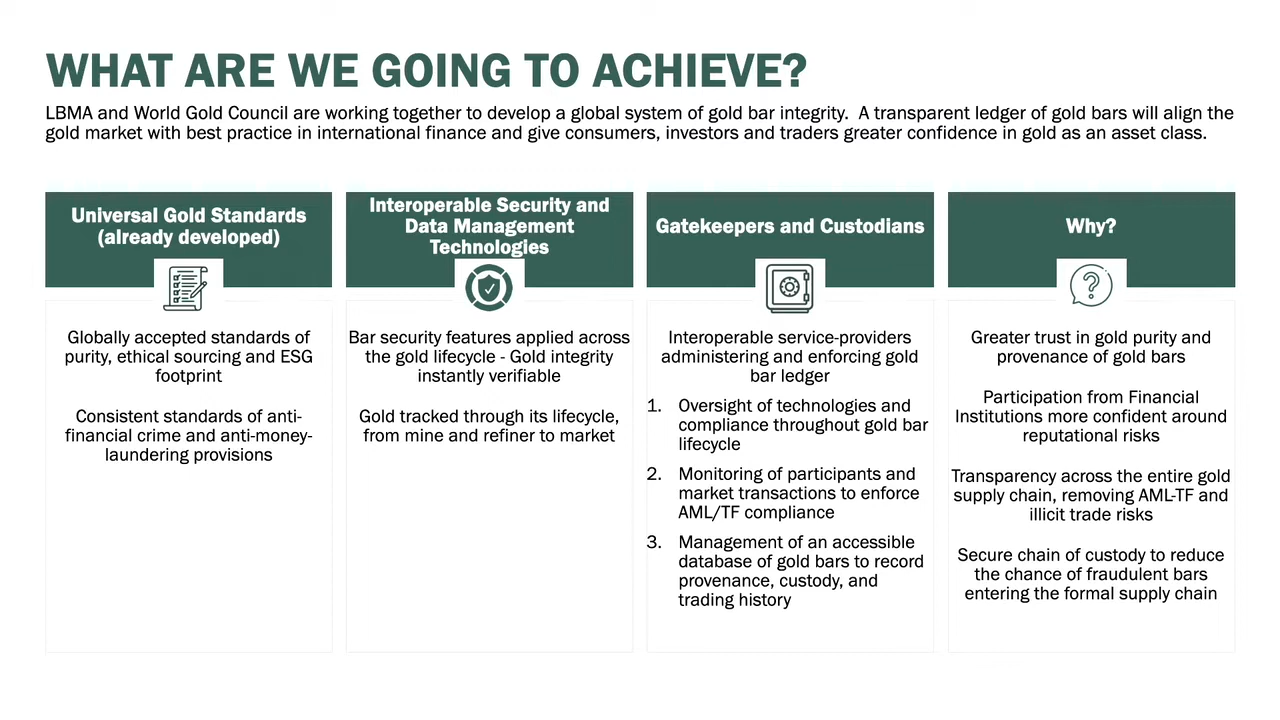 WHAT ARE WE GOING TO ACHIEVE?
LBMA and World Gold Council are working together to develop a global system of gold bar integrity.  A transparent ledger of gold bars will align the
gold market with best practice in international finance and give consumers, investors and traders greater confidence in gold as an asset class.
Universal Gold Standards
(already developed)
Globally accepted standards of
purity, ethical sourcing and ESG
footprint
Consistent standards of anti-
financial crime and anti-money-
laundering provisions
Interoperable Security and
Data Management
Technologies
Bar security features applied across
the gold lifecycle - Gold integrity
instantly verifiable
Gold tracked through its lifecycle,
from mine and refiner to market
Gatekeepers and Custodians
Interoperable service-providers
administering and enforcing gold
bar ledger
1. Oversight of technologies and
compliance throughout gold bar
lifecycle
2. Monitoring of participants and
market transactions to enforce
AML/TF compliance
3. Management of an accessible
database of gold bars to record
provenance, custody, and
trading history
Why?
Greater trust in gold purity and
provenance of gold bars
Participation from Financial
Institutions more confident around
reputational risks
Transparency across the entire gold
supply chain, removing AML-TF and
illicit trade risks
Secure chain of custody to reduce
the chance of fraudulent bars
entering the formal supply chain